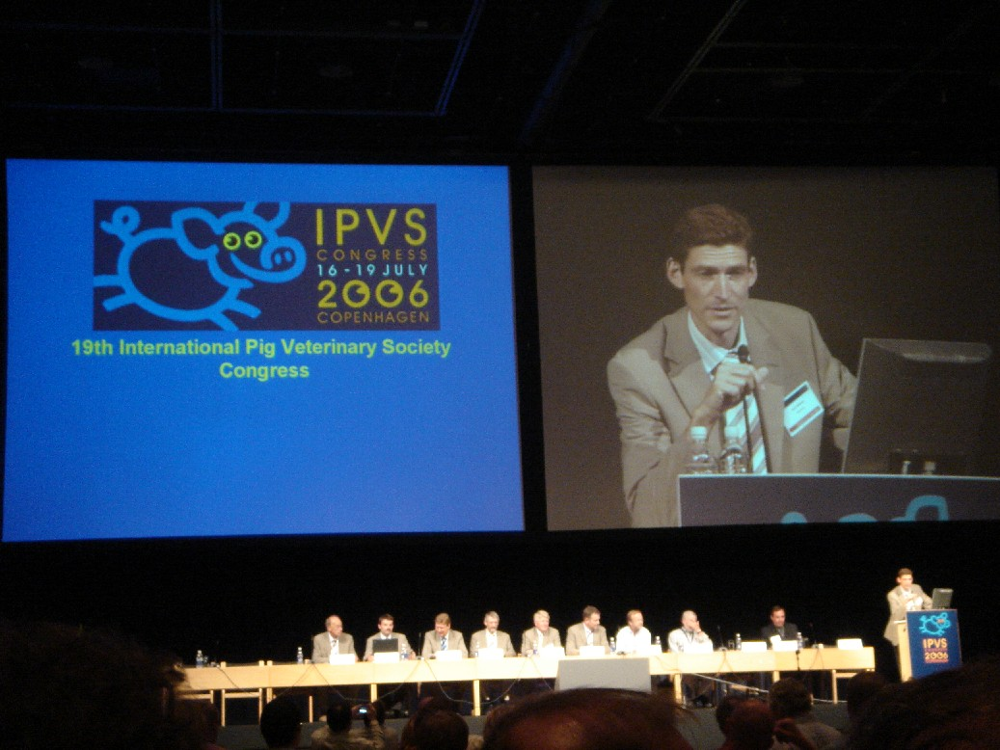 IPVS
CONGRESS
16 - 19 JULY
2006
COPENHAGEN
19th International Pig Veterinary Society
Congress
IPVS
2006